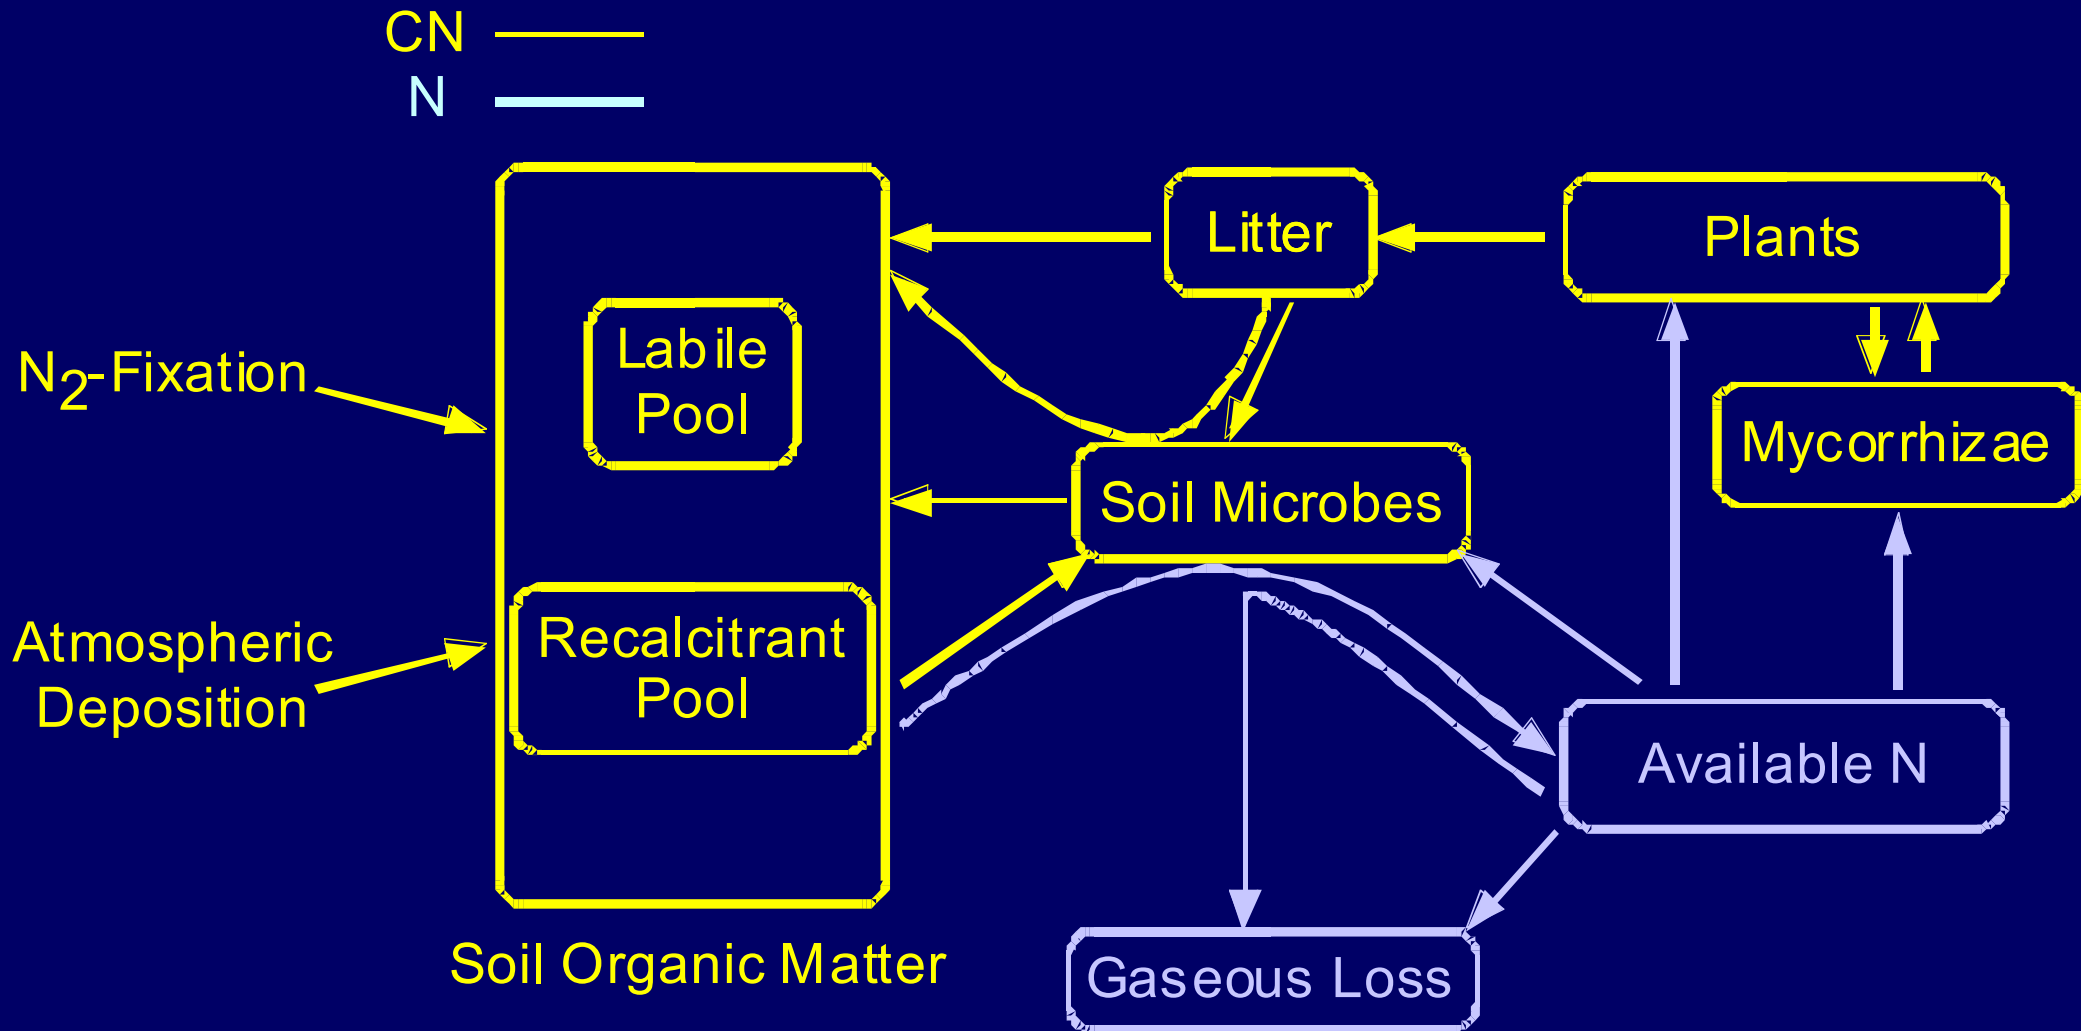 CN
N
Litter
Plants
Labile
Pool
N2-Fixation
Mycorrhizae
Soil Microbes
Recalcitrant
Pool
Atmospheric
Deposition
Available N
Soil Organic Matter
Gaseous Loss